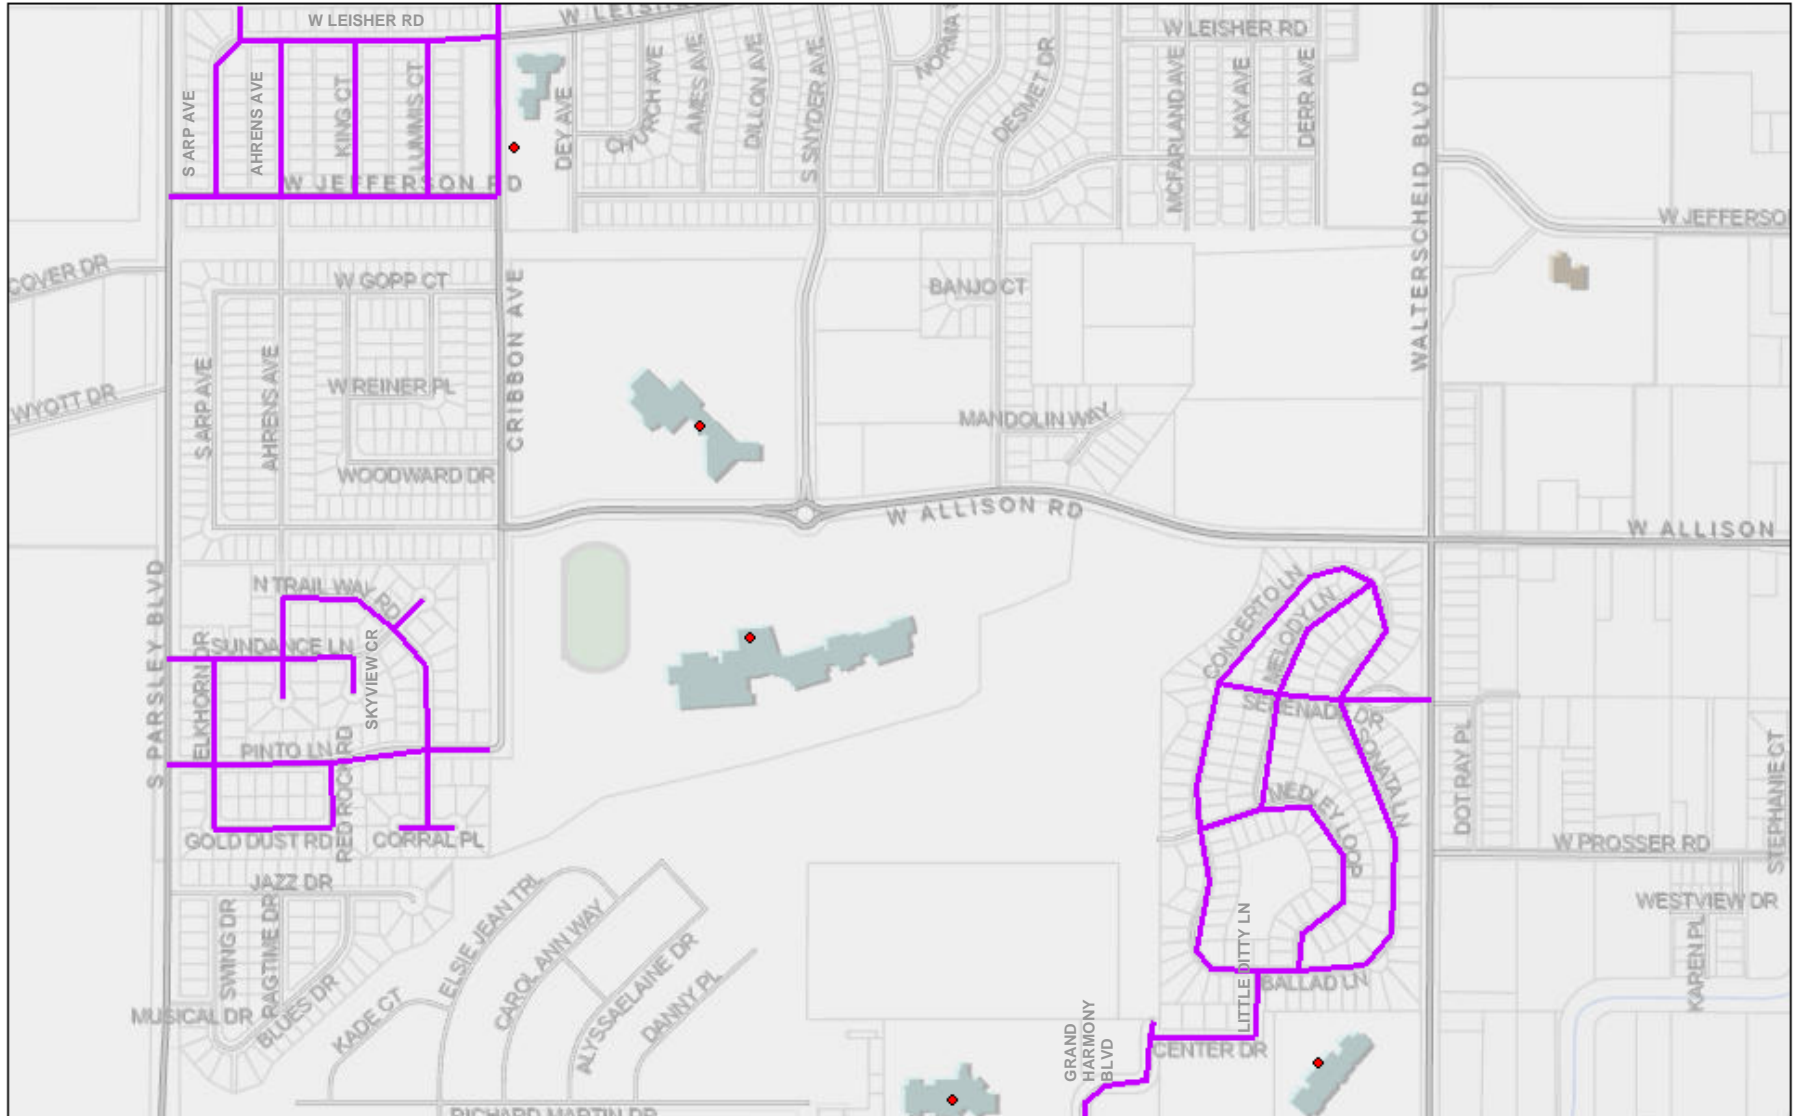 W LEISHER RD
W LEISHER RD
S ARP AVE
AHRENS AVE
KING CT
LUMMIS CT
DEY AVE
CHURCH AVE
AMES AVE
DILLON AVE
S SNYDER AVE
DESMET DR
MCFARLAND AVE
KAY AVE
DERR AVE
WALTERSCHEID BLVD
W JEFFERSON RD
W JEFFERSO
COVER DR
W GOPP CT
BANJO CT
CRIBBON AVE
S ARP AVE
AHRENS AVE
W REINER PL
WYOTT DR
MANDOLIN WAY
WOODWARD DR
W ALLISON RD
W ALLISON
S PARSLEY BLVD
N TRAIL WAY RD
SUNDANCE LN
ELKHORN DR
SKYVIEW CR
CONCERTO LN
MELODY LN
SERENADE DR
SONATA LN
PINTO LN
RED ROCK RD
GOLD DUST RD
CORRAL PL
MEDLEY LOOP
DOT RAY PL
STEPHANIE CT
W PROSSER RD
JAZZ DR
SWING DR
RAGTIME DR
BLUES DR
MUSICAL DR
ELSIE JEAN TRL
CAROL ANN WAY
ALYSSA ELAINE DR
DANNY PL
KADE CT
LITTLE DITTY LN
BALLAD LN
WESTVIEW DR
KAREN PL
GRAND
HARMONY
BLVD
CENTER DR
RICHARD MARTIN DR